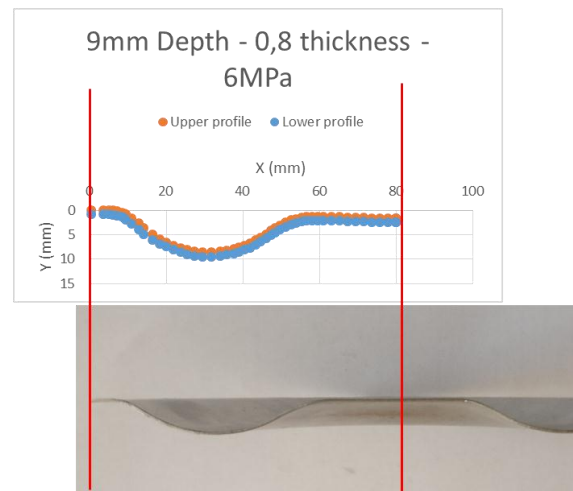 9mm Depth - 0,8 thickness -
6MPa
Upper profile Lower profile
X (mm)
0 20 40 60 80 100
0
5
10
15
Y (mm)